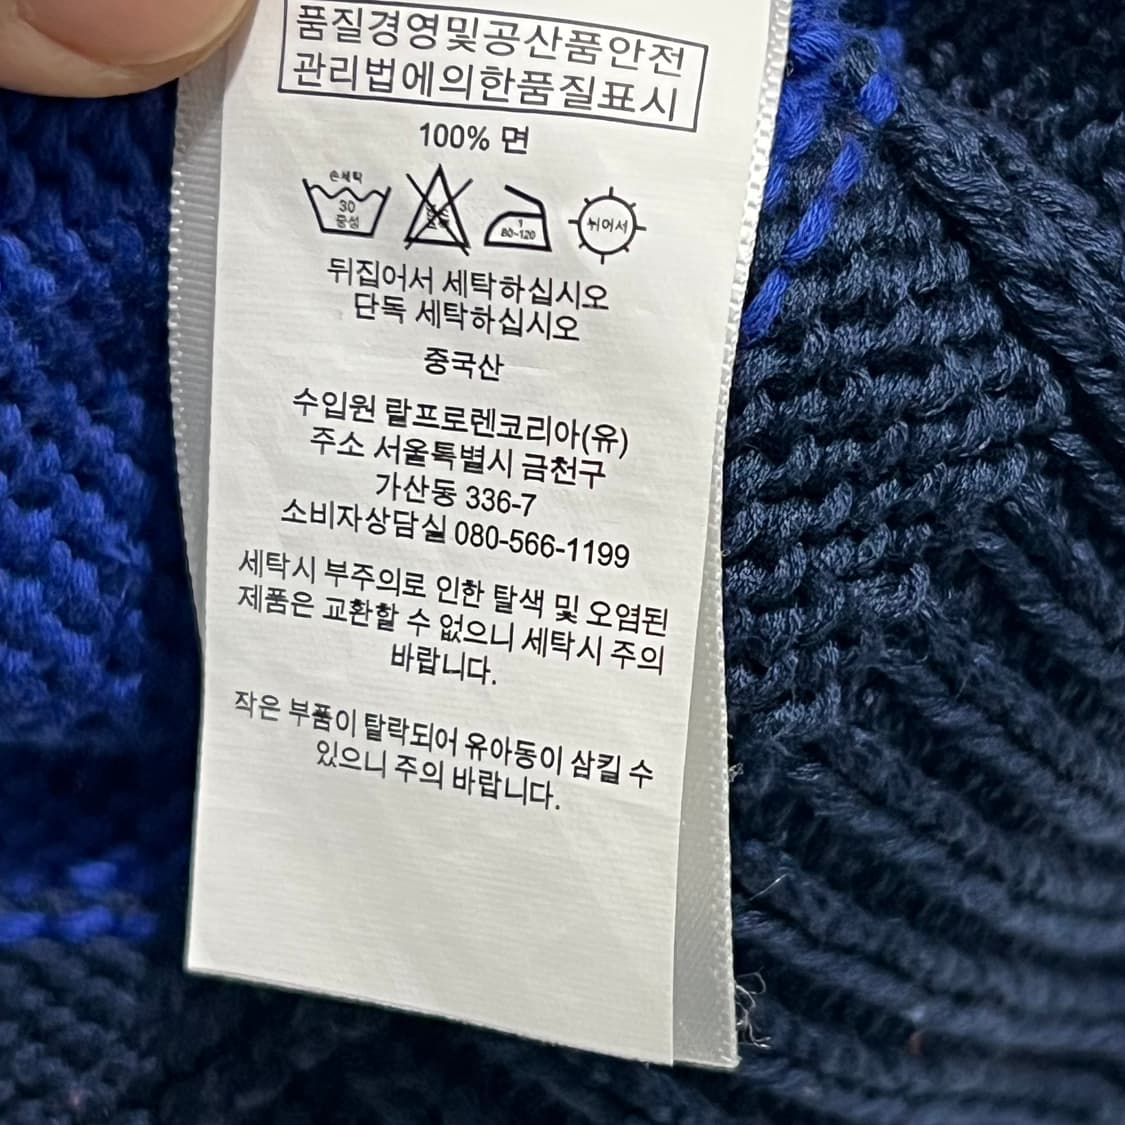 품질경영및공산품안전
관리법에의한품질표시
100% 면
손세탁
30
중성
1
80~120
뉘어서
뒤집어서 세탁하십시오
단독 세탁하십시오
중국산
수입원 랄프로렌코리아(유)
주소 서울특별시 금천구
가산동 336-7
소비자상담실 080-566-1199
세탁시 부주의로 인한 탈색 및 오염된
제품은 교환할 수 없으니 세탁시 주의
바랍니다.
작은 부품이 탈락되어 유아동이 삼킬 수
있으니 주의 바랍니다.